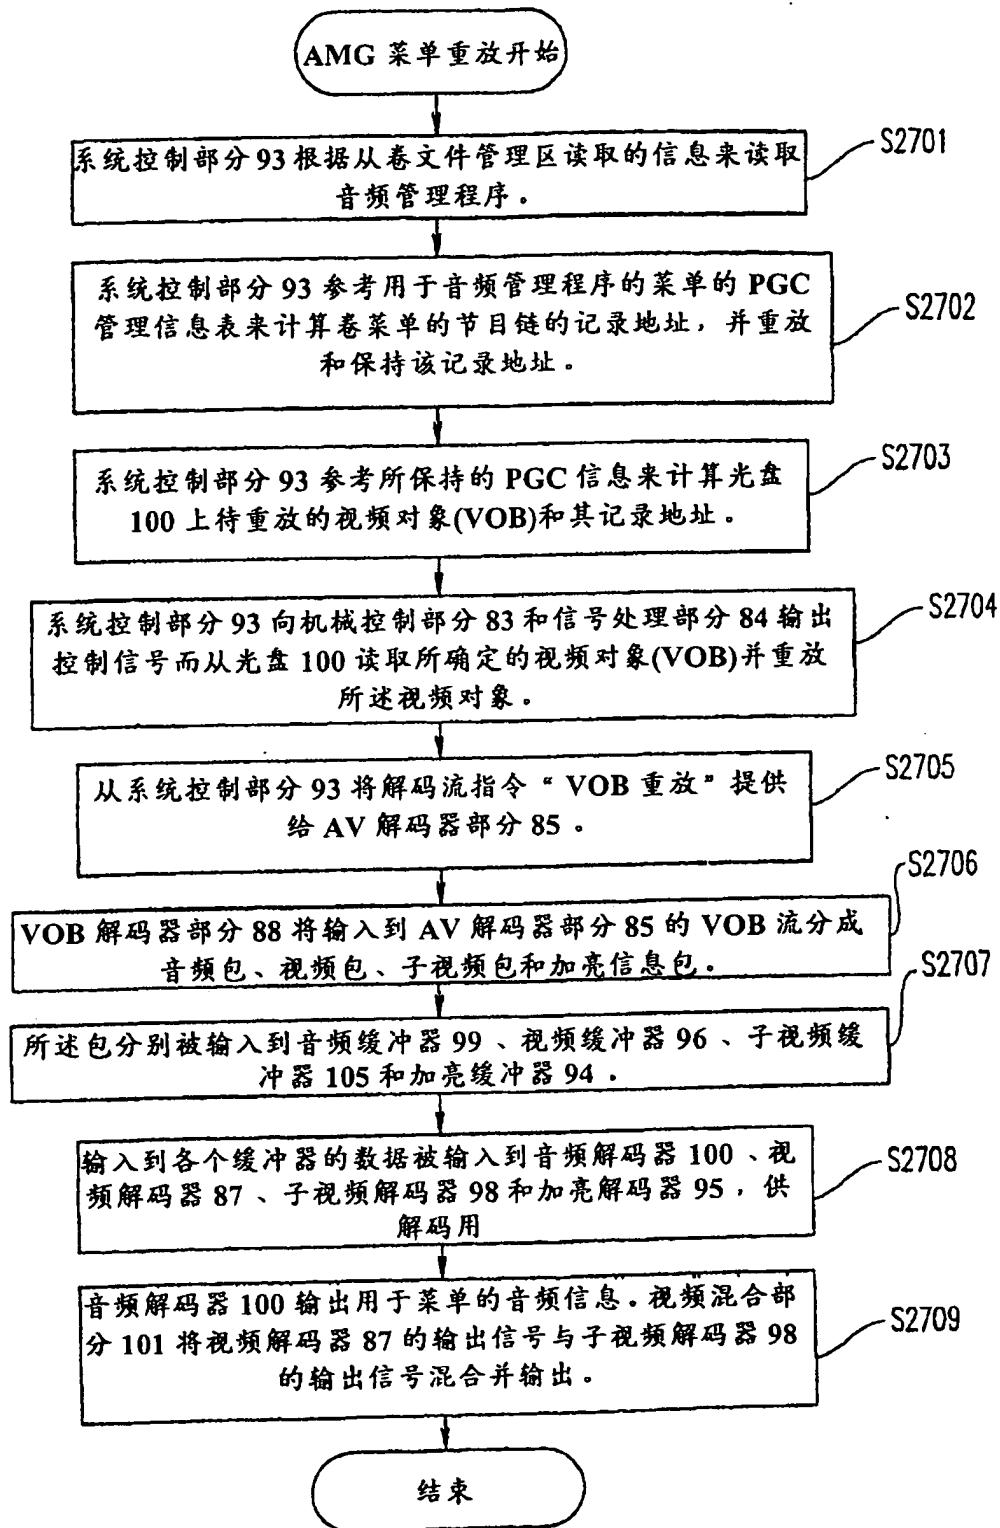 AMG 菜单重放开始
系统控制部分 93 根据从卷文件管理区读取的信息来读取
音频管理程序。
S2701
系统控制部分 93 参考用于音频管理程序的菜单的 PGC
管理信息表来计算卷菜单的节目链的记录地址，并重放
和保持该记录地址。
S2702
系统控制部分 93 参考所保持的 PGC 信息来计算光盘
100 上待重放的视频对象(VOB)和其记录地址。
S2703
系统控制部分 93 向机械控制部分 83 和信号处理部分 84 输出
控制信号而从光盘 100 读取所确定的视频对象(VOB)并重放
所述视频对象。
S2704
从系统控制部分 93 将解码流指令“VOB 重放”提供
给 AV 解码器部分 85。
S2705
VOB 解码器部分 88 将输入到 AV 解码器部分 85 的 VOB 流分成
音频包、视频包、子视频包和加亮信息包。
S2706
所述包分别被输入到音频缓冲器 99、视频缓冲器 96、子视频缓
冲器 105 和加亮缓冲器 94．
S2707
输入到各个缓冲器的数据被输入到音频解码器 100、视
频解码器 87、子视频解码器 98 和加亮解码器 95，供
解码用
S2708
音频解码器 100 输出用于菜单的音频信息。视频混合部
分 101 将视频解码器 87 的输出信号与子视频解码器 98
的输出信号混合并输出。
S2709
结束